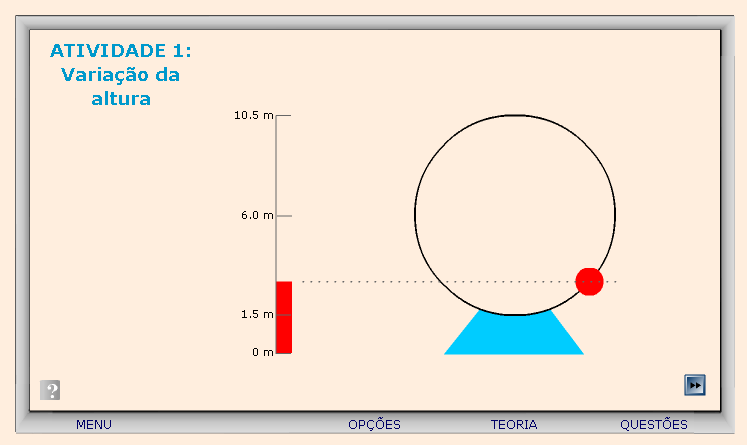 ATIVIDADE 1:
Variação da
altura
10.5 m
6.0 m
1.5 m
0 m
?
MENU
OPÇÕES
TEORIA
QUESTÕES